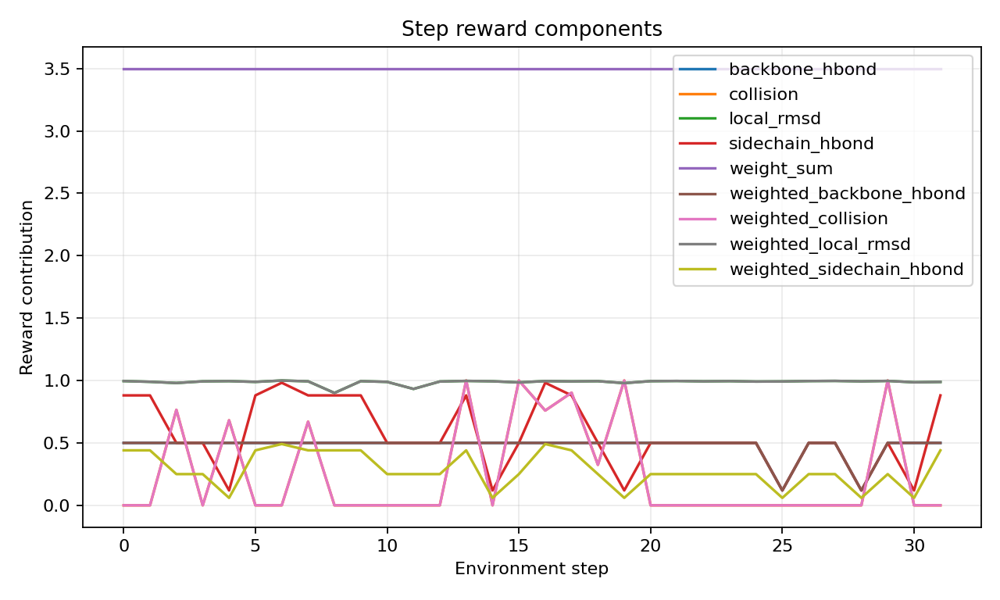 Step reward components
Reward contribution
3.5
3.0
2.5
2.0
1.5
1.0
0.5
0.0
backbone_hbond
collision
local_rmsd
sidechain_hbond
weight_sum
weighted_backbone_hbond
weighted_collision
weighted_local_rmsd
weighted_sidechain_hbond
0 5 10 15 20 25 30
Environment step